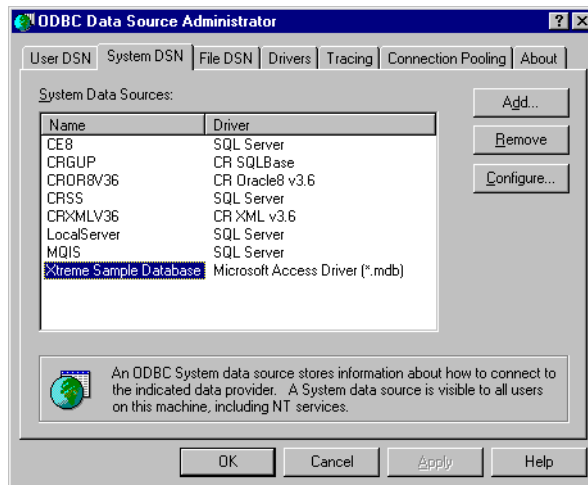 ODBC Data Source Administrator
User DSN System DSN File DSN Drivers Tracing Connection Pooling About
System Data Sources:
Name Driver
CE8 SQL Server
CRGUP CR SQLBase
CROR8V36 CR Oracle8 v3.6
CRSS SQL Server
CRXMLV36 CR XML v3.6
LocalServer SQL Server
MQIS SQL Server
Xtreme Sample Database Microsoft Access Driver (*.mdb)
Add...
Remove
Configure...
An ODBC System data source stores information about how to connect to
the indicated data provider. A System data source is visible to all users
on this machine, including NT services.
OK Cancel Apply Help